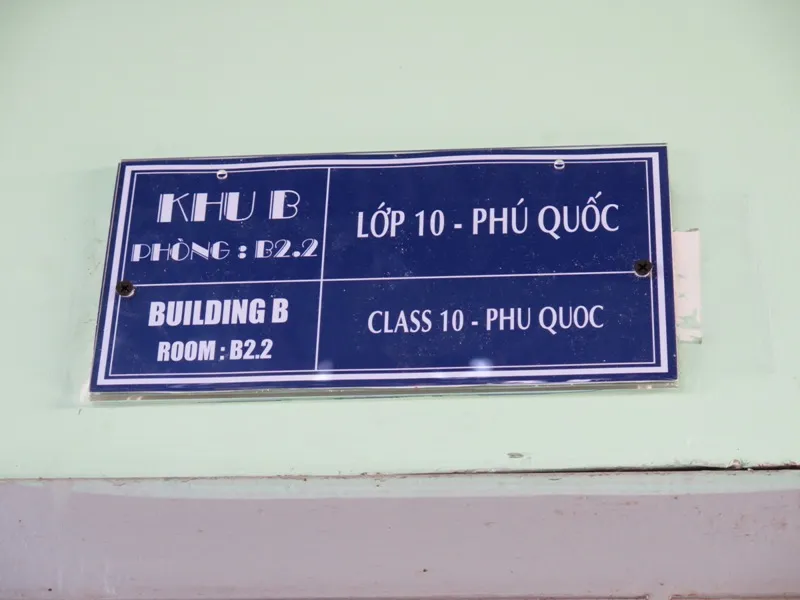 KHU B
PHÒNG : B2.2
LỚP 10 - PHÚ QUỐC
BUILDING B
ROOM : B2.2
CLASS 10 - PHU QUOC